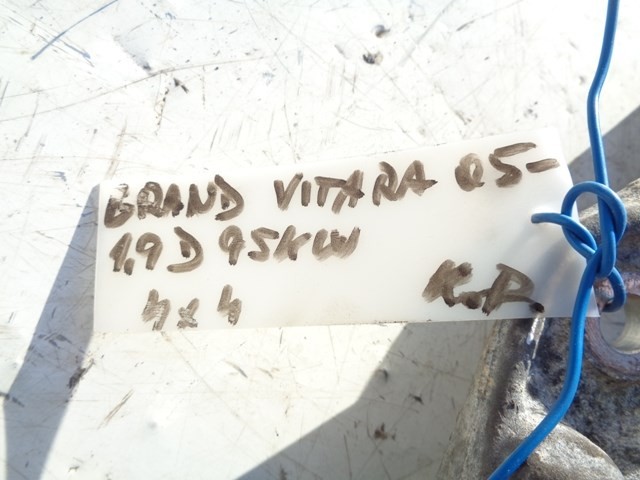 GRAND VITARA 05-
1.9 D 95KW
4x4 K.D.